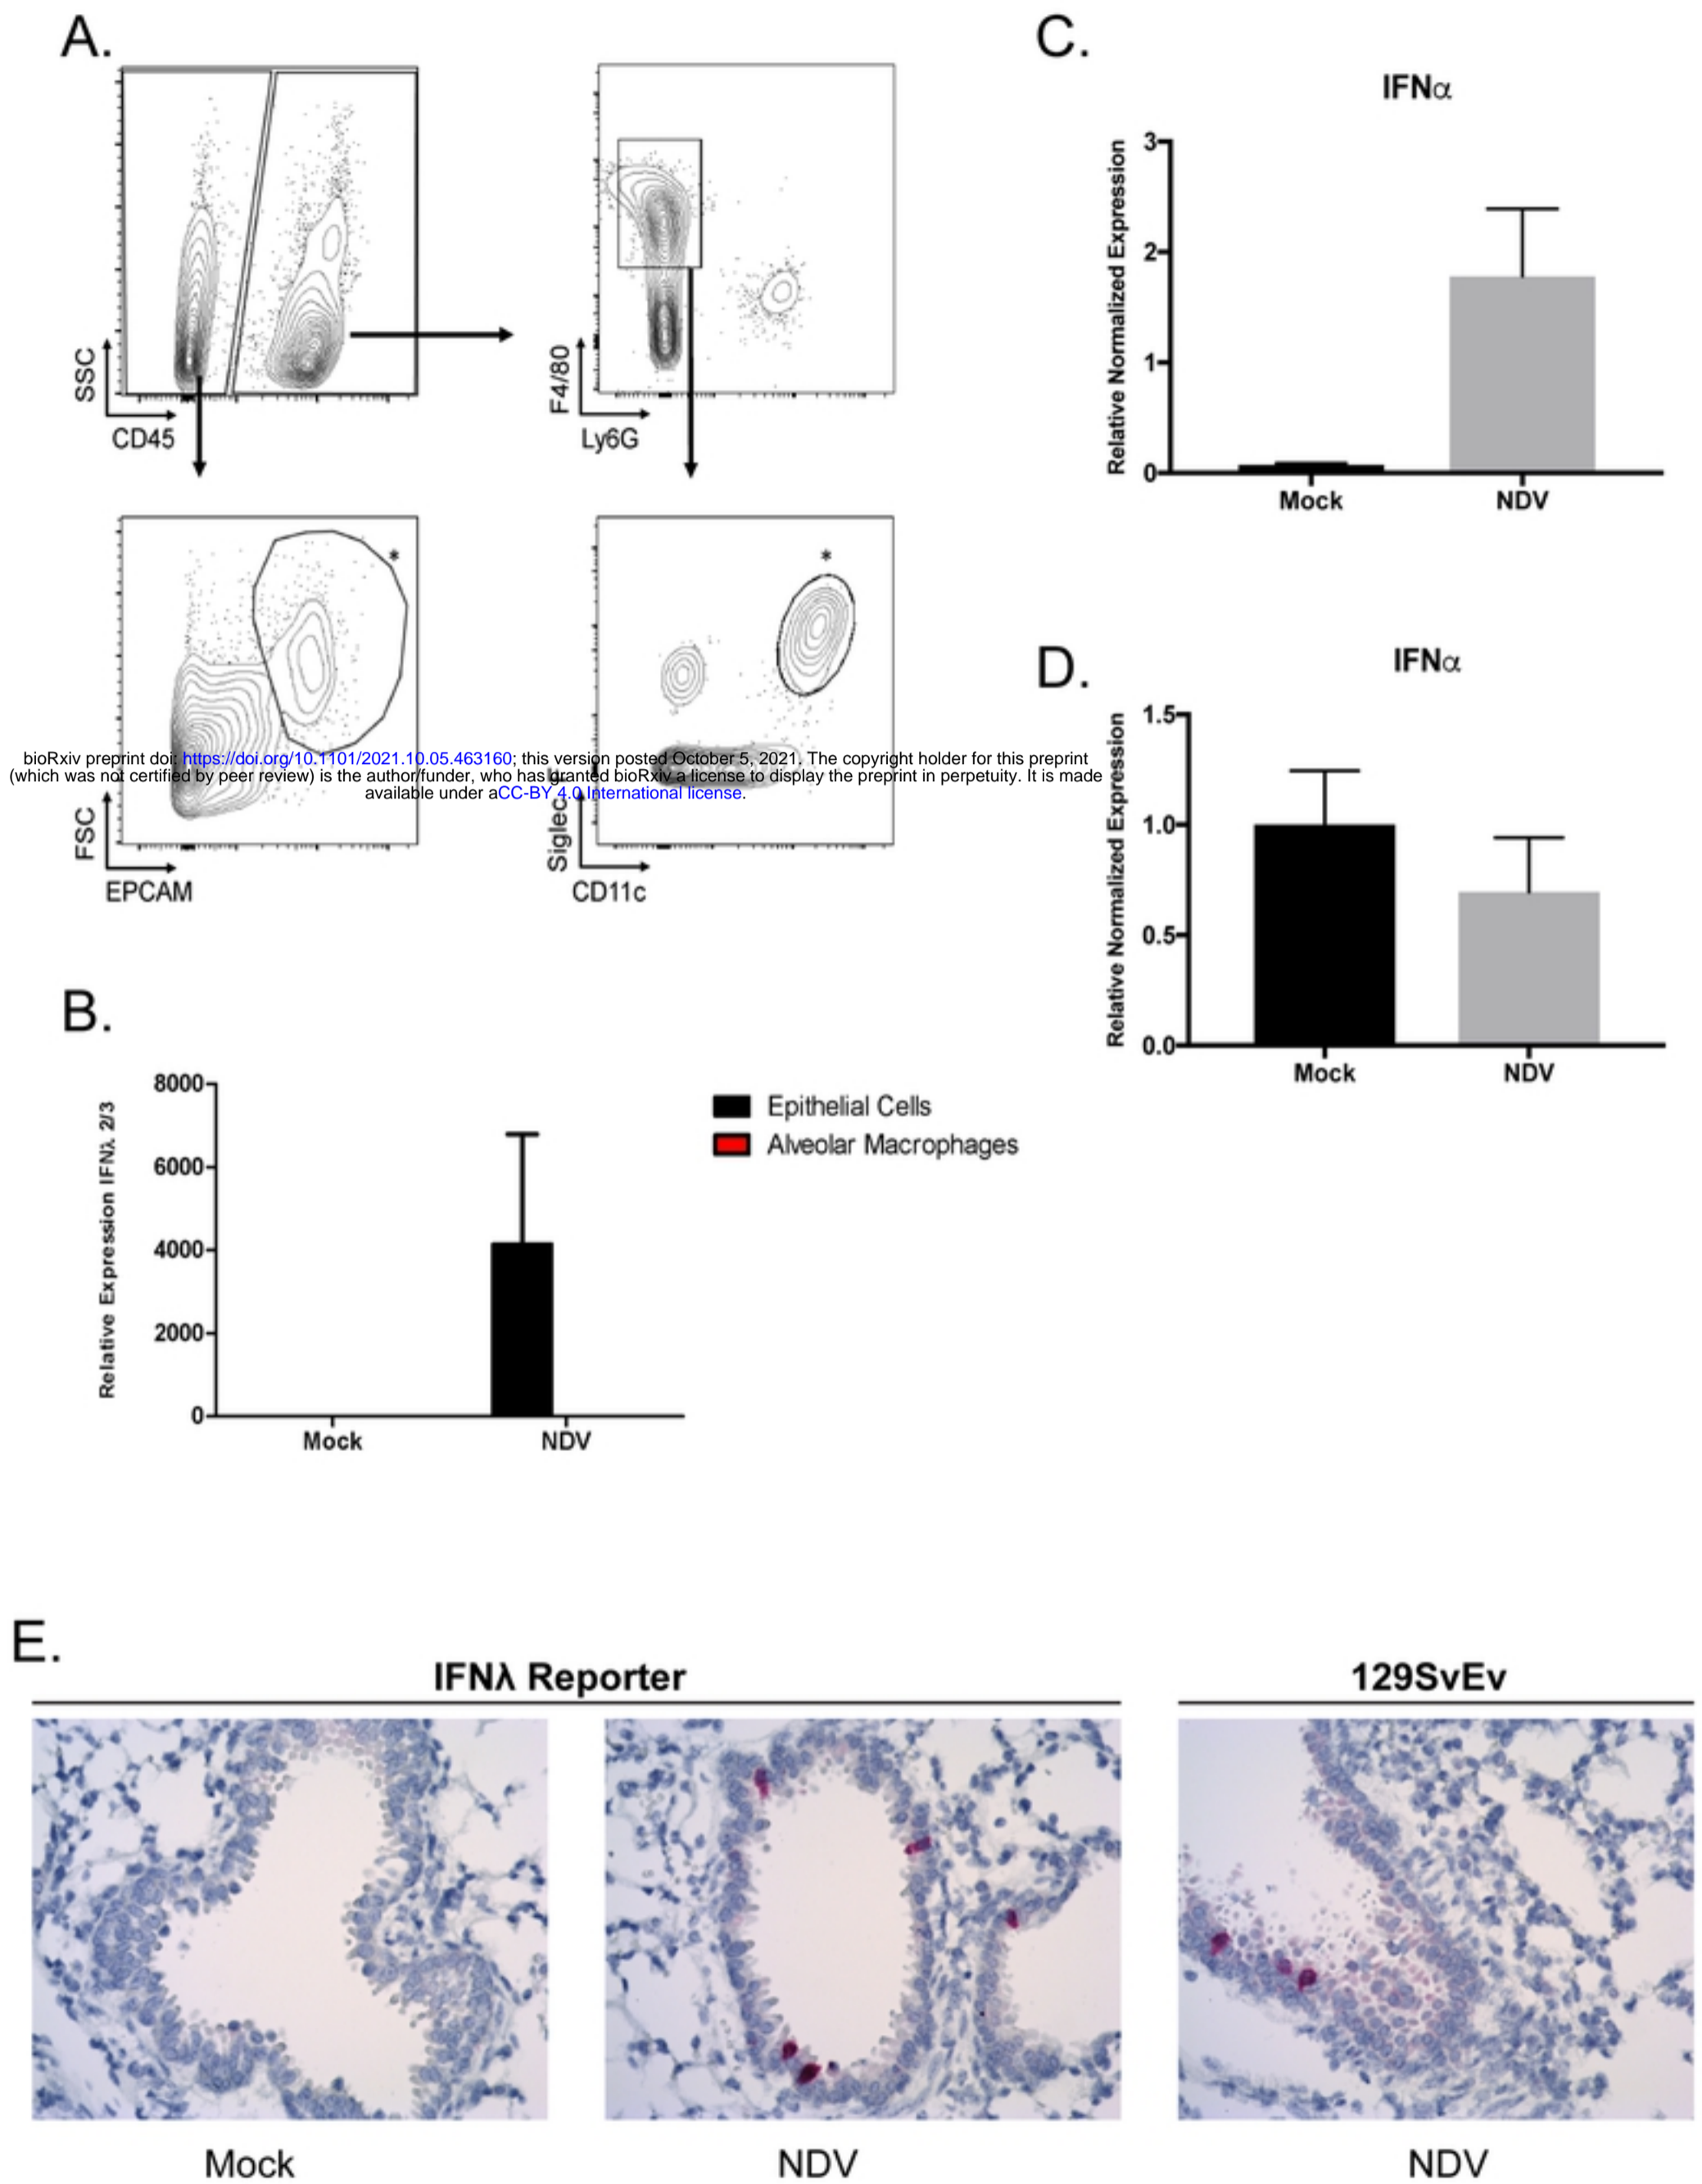 A.
SSC
CD45
F4/80
Ly6G
*
FSC
EPCAM
*
Siglec F
CD11c
bioRxiv preprint doi: https://doi.org/10.1101/2021.10.05.463160; this version posted October 5, 2021. The copyright holder for this preprint
(which was not certified by peer review) is the author/funder, who has granted bioRxiv a license to display the preprint in perpetuity. It is made
available under aCC-BY 4.0 International license.
B.
Relative Expression IFNλ 2/3
8000
6000
4000
2000
0
Mock NDV
Epithelial Cells
Alveolar Macrophages
C.
IFNα
Relative Normalized Expression
3
2
1
0
Mock NDV
D.
IFNα
Relative Normalized Expression
1.5
1.0
0.5
0.0
Mock NDV
E.
IFNλ Reporter 129SvEv
Mock NDV NDV